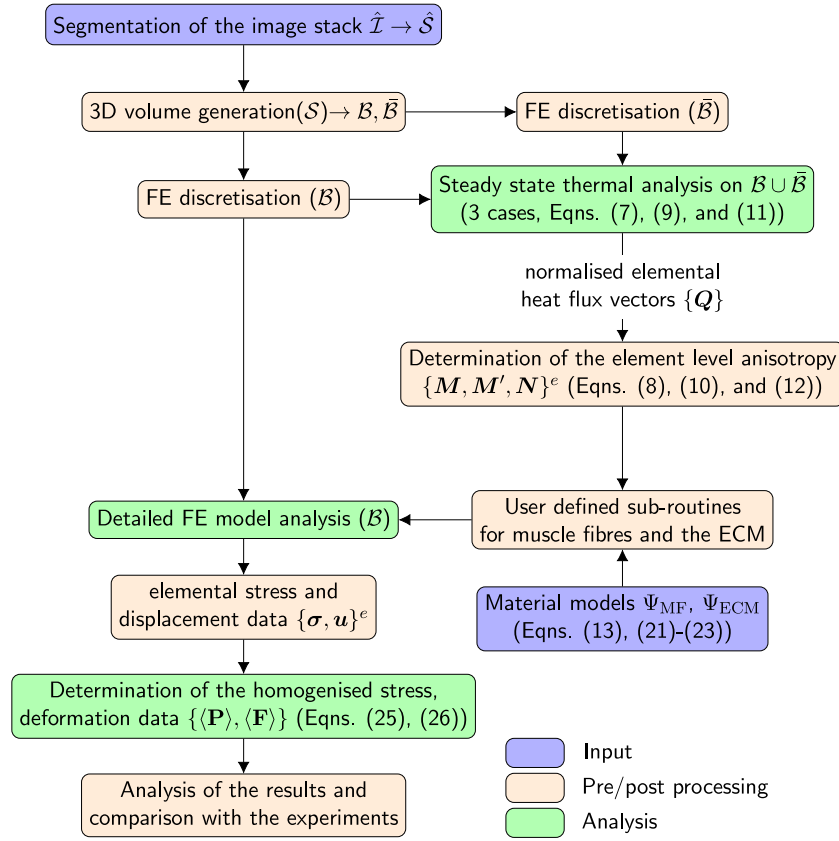 Segmentation of the image stack Î → Ŝ
3D volume generation(S)→ B, B̄
FE discretisation (B̄)
FE discretisation (B)
Steady state thermal analysis on B ∪ B̄
(3 cases, Eqns. (7), (9), and (11))
normalised elemental
heat flux vectors {Q}
Determination of the element level anisotropy
{M, M′, N}ᵉ (Eqns. (8), (10), and (12))
Detailed FE model analysis (B)
User defined sub-routines
for muscle fibres and the ECM
elemental stress and
displacement data {σ, u}ᵉ
Material models Ψ_MF, Ψ_ECM
(Eqns. (13), (21)-(23))
Determination of the homogenised stress,
deformation data {⟨P⟩, ⟨F⟩} (Eqns. (25), (26))
Analysis of the results and
comparison with the experiments
Input
Pre/post processing
Analysis